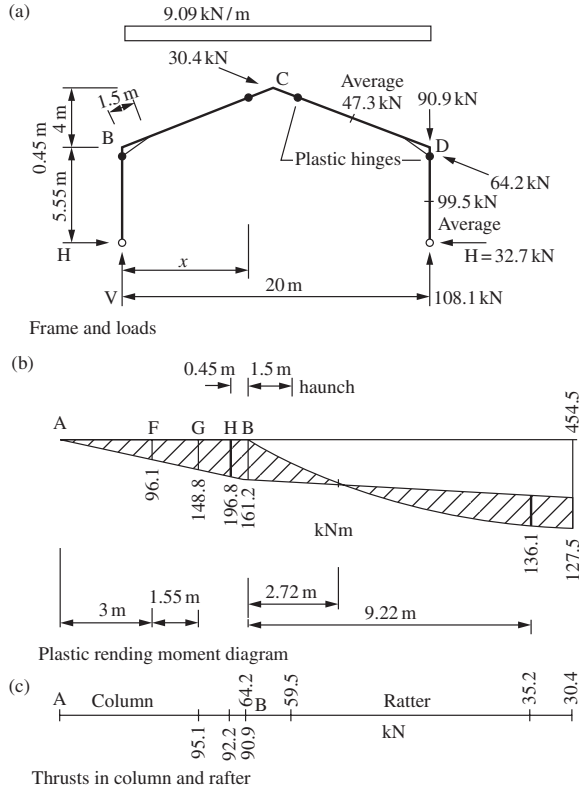 (a)
9.09 kN / m
30.4 kN
C
Average
47.3 kN
90.9 kN
1.5 m
4 m
B
0.45 m
Plastic hinges
D
64.2 kN
5.55 m
99.5 kN
Average
H
x
H = 32.7 kN
20 m
V
108.1 kN
Frame and loads
(b)
0.45 m
1.5 m
haunch
A
F
G
H
B
454.5
96.1
148.8
196.8
161.2
kNm
136.1
127.5
2.72 m
3 m
1.55 m
9.22 m
Plastic rending moment diagram
(c)
A
Column
64.2
B
59.5
Ratter
35.2
30.4
95.1
92.2
90.9
kN
Thrusts in column and rafter